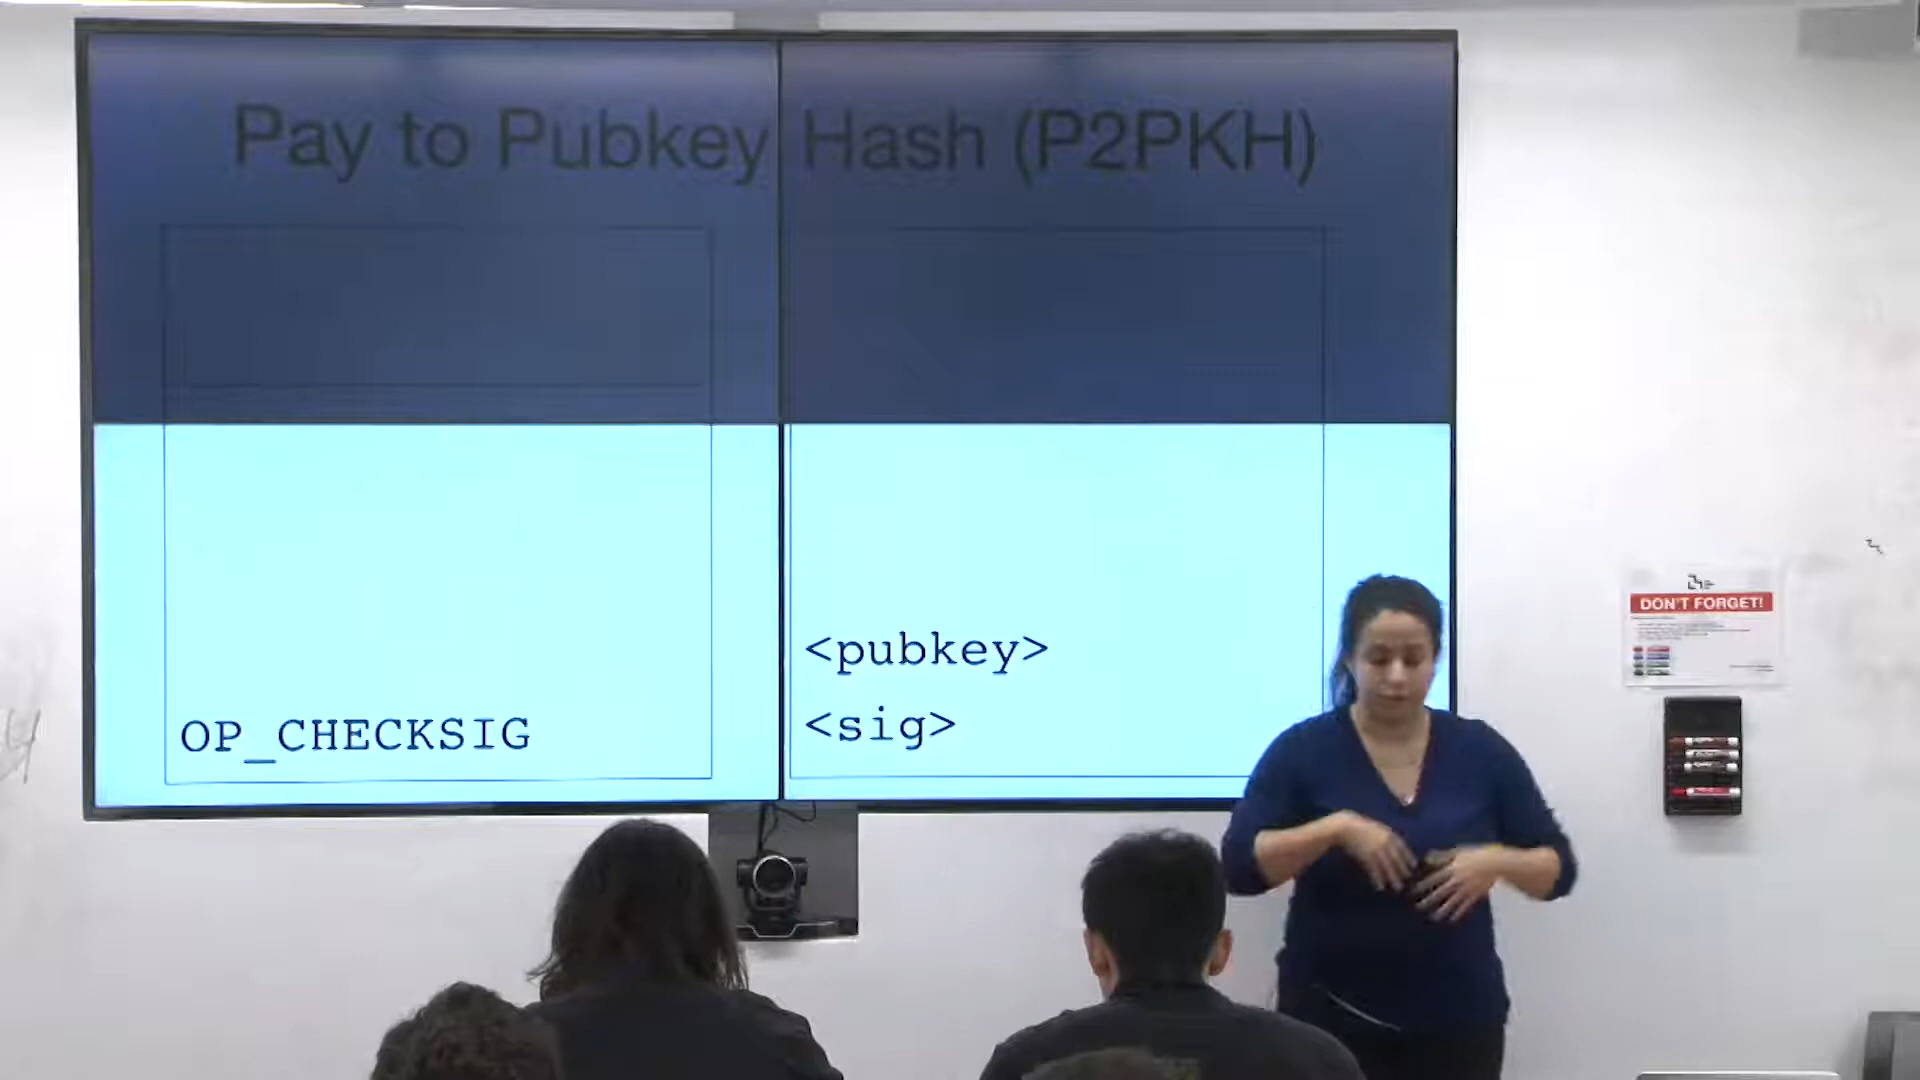 Pay to Pubkey Hash (P2PKH)
OP_CHECKSIG
<pubkey>
<sig>
DON'T FORGET!